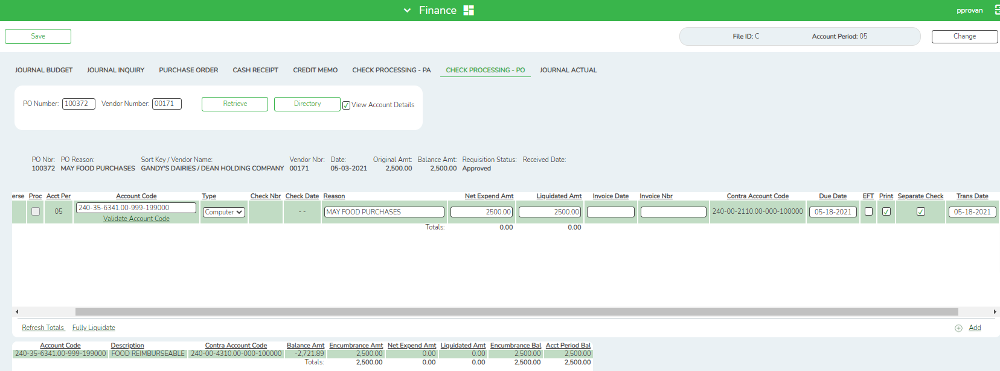 Finance
pprovan
Save
File ID: C Account Period: 05
Change
JOURNAL BUDGET JOURNAL INQUIRY PURCHASE ORDER CASH RECEIPT CREDIT MEMO CHECK PROCESSING - PA CHECK PROCESSING - PO JOURNAL ACTUAL
PO Number: 100372 Vendor Number: 00171 Retrieve Directory View Account Details
PO Nbr: PO Reason: Sort Key / Vendor Name: Vendor Nbr: Date: Original Amt: Balance Amt: Requisition Status: Received Date:
100372 MAY FOOD PURCHASES GANDY'S DAIRIES / DEAN HOLDING COMPANY 00171 05-03-2021 2,500.00 2,500.00 Approved
erse Proc Acct Per Account Code Type Check Nbr Check Date Reason Net Expend Amt Liquidated Amt Invoice Date Invoice Nbr Contra Account Code Due Date EFT Print Separate Check Trans Date
05 240-35-6341.00-999-199000 Computer - - MAY FOOD PURCHASES 2500.00 2500.00 240-00-2110.00-000-100000 05-18-2021 05-18-2021
Validate Account Code
Totals: 0.00 0.00
Refresh Totals Fully Liquidate Add
Account Code Description Contra Account Code Balance Amt Encumbrance Amt Net Expend Amt Liquidated Amt Encumbrance Bal Acct Period Bal
240-35-6341.00-999-199000 FOOD REIMBURSEABLE 240-00-4310.00-000-100000 -2,721.89 2,500.00 0.00 0.00 2,500.00 2,500.00
Totals: 2,500.00 0.00 0.00 2,500.00 2,500.00